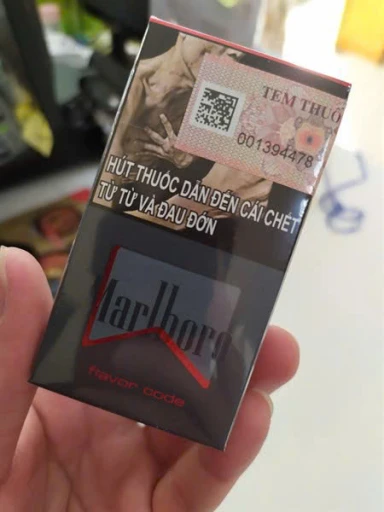 TEM THUỐ
001394478
HÚT THUỐC DẪN ĐẾN CÁI CHẾT
TỪ TỪ VÀ ĐAU ĐỚN
Marlboro
flavor code